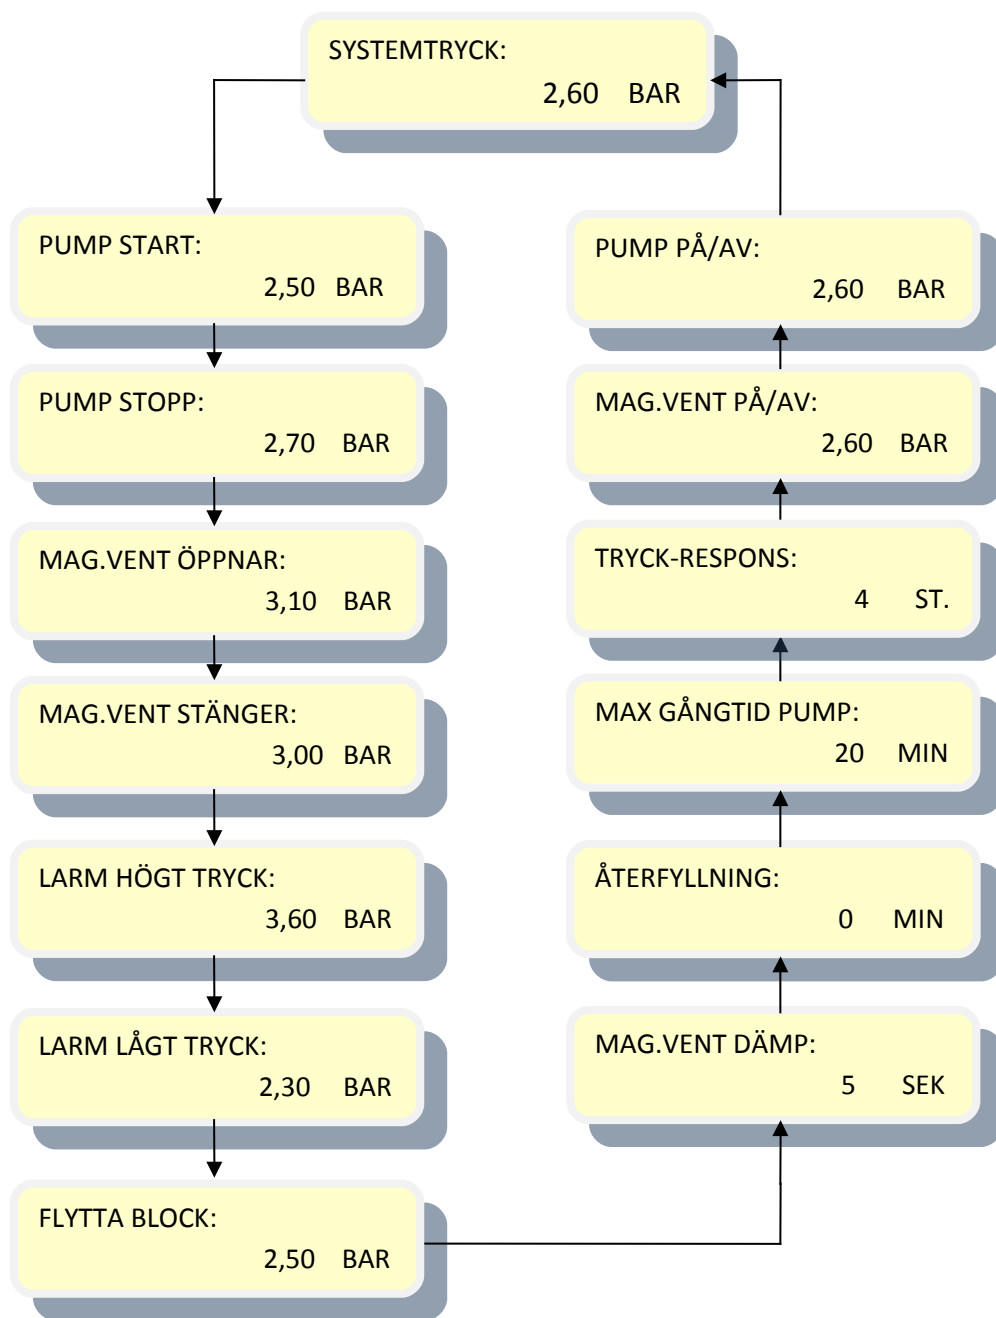 SYSTEMTRYCK:
2,60 BAR
PUMP START:
2,50 BAR
PUMP STOPP:
2,70 BAR
MAG.VENT ÖPPNAR:
3,10 BAR
MAG.VENT STÄNGER:
3,00 BAR
LARM HÖGT TRYCK:
3,60 BAR
LARM LÅGT TRYCK:
2,30 BAR
FLYTTA BLOCK:
2,50 BAR
PUMP PÅ/AV:
2,60 BAR
MAG.VENT PÅ/AV:
2,60 BAR
TRYCK-RESPONS:
4 ST.
MAX GÅNGTID PUMP:
20 MIN
ÅTERFYLLNING:
0 MIN
MAG.VENT DÄMP:
5 SEK